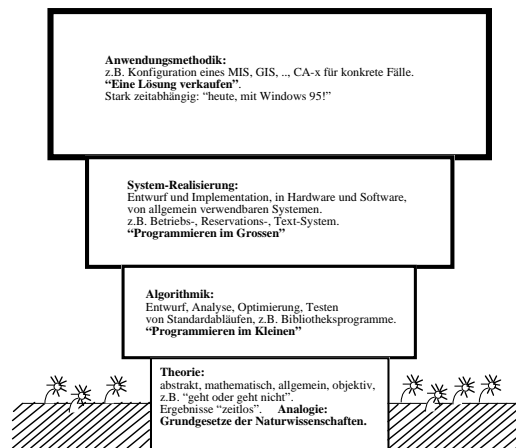 Anwendungsmethodik:
z.B. Konfiguration eines MIS, GIS, .., CA-x für konkrete Fälle.
“Eine Lösung verkaufen”.
Stark zeitabhängig: “heute, mit Windows 95!”
System-Realisierung:
Entwurf und Implementation, in Hardware und Software,
von allgemein verwendbaren Systemen.
z.B. Betriebs-, Reservations-, Text-System.
“Programmieren im Grossen”
Algorithmik:
Entwurf, Analyse, Optimierung, Testen
von Standardabläufen, z.B. Bibliotheksprogramme.
“Programmieren im Kleinen”
Theorie:
abstrakt, mathematisch, allgemein, objektiv,
z.B. “geht oder geht nicht”.
Ergebnisse “zeitlos”. Analogie:
Grundgesetze der Naturwissenschaften.